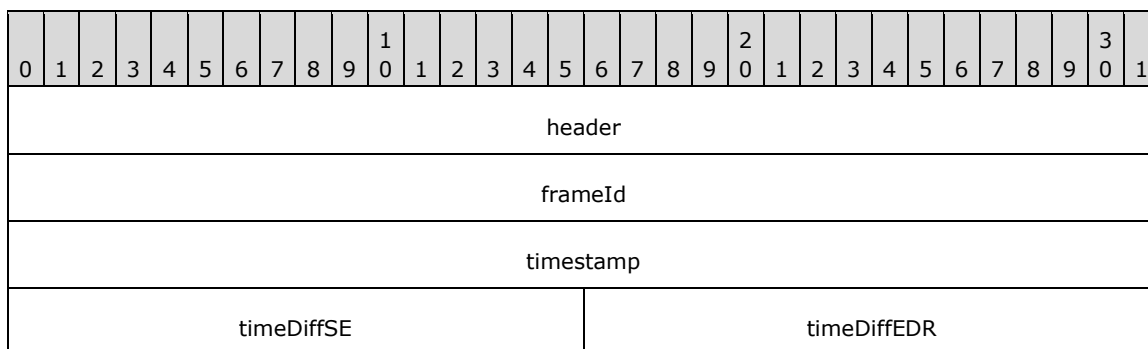 1 2 3
0 1 2 3 4 5 6 7 8 9 0 1 2 3 4 5 6 7 8 9 0 1 2 3 4 5 6 7 8 9 0 1
header
frameId
timestamp
timeDiffSE timeDiffEDR